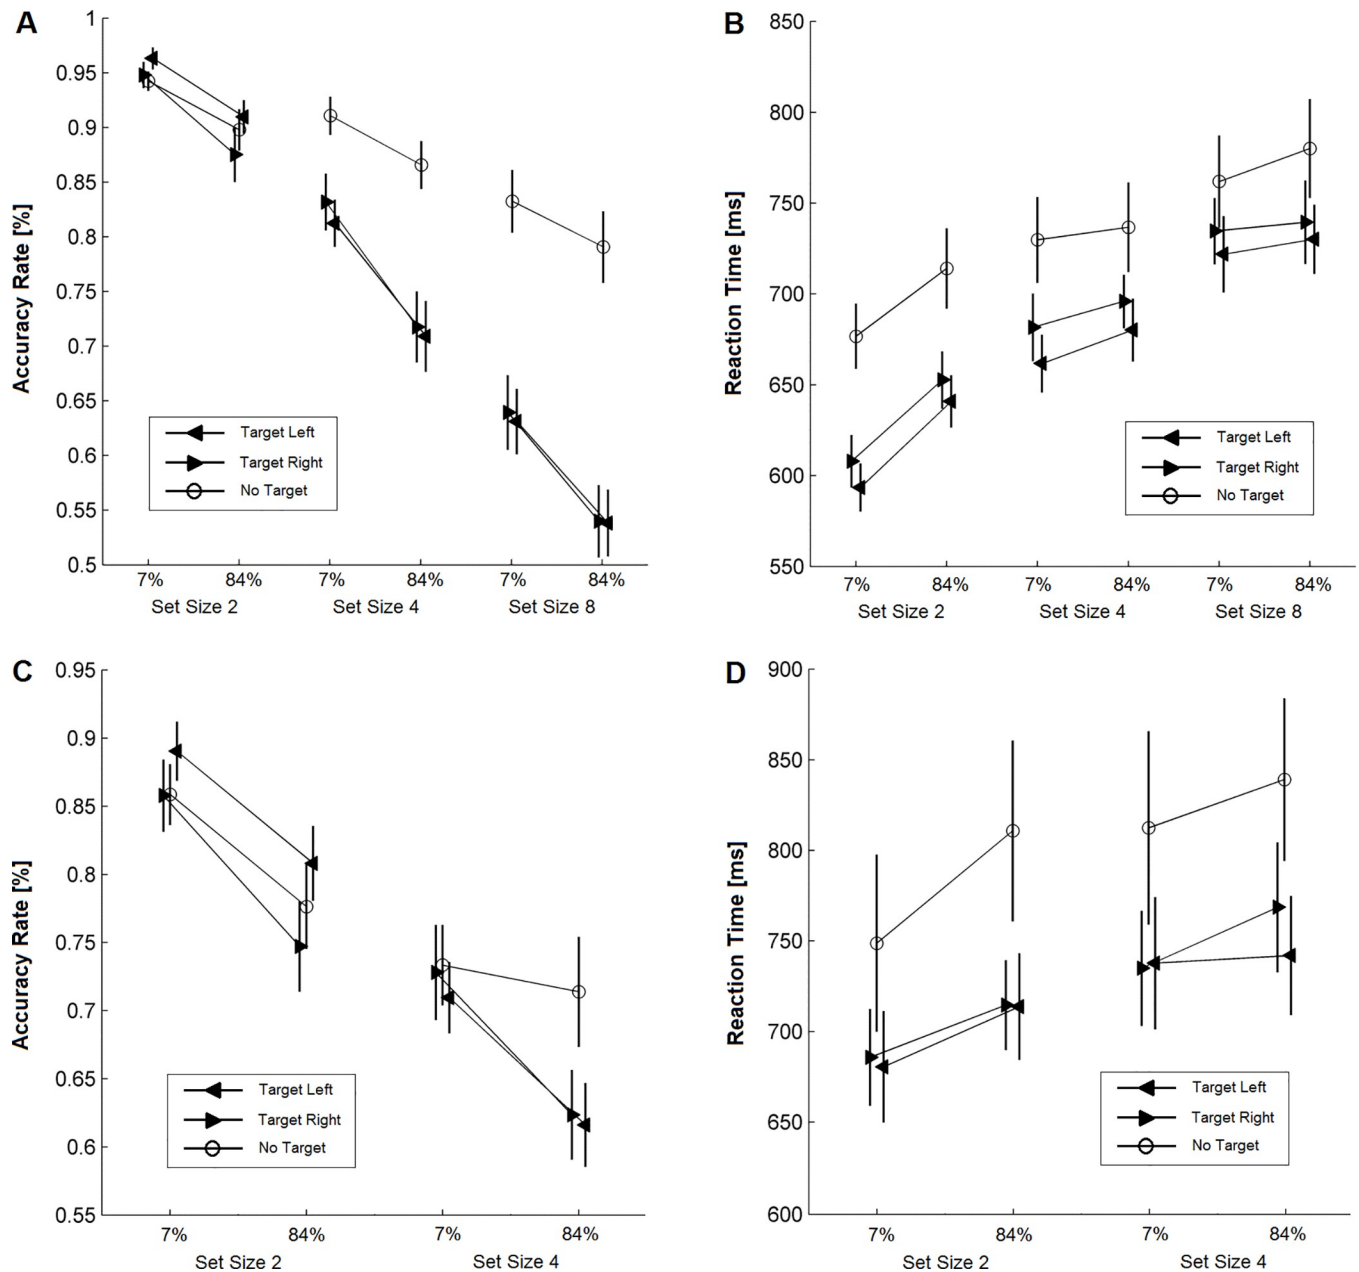 A
Accuracy Rate [%]
1
0.95
0.9
0.85
0.8
0.75
0.7
0.65
0.6
0.55
0.5
Target Left
Target Right
No Target
7% 84% 7% 84% 7% 84%
Set Size 2 Set Size 4 Set Size 8
B
Reaction Time [ms]
850
800
750
700
650
600
550
Target Left
Target Right
No Target
7% 84% 7% 84% 7% 84%
Set Size 2 Set Size 4 Set Size 8
C
Accuracy Rate [%]
0.95
0.9
0.85
0.8
0.75
0.7
0.65
0.6
0.55
Target Left
Target Right
No Target
7% 84% 7% 84%
Set Size 2 Set Size 4
D
Reaction Time [ms]
900
850
800
750
700
650
600
Target Left
Target Right
No Target
7% 84% 7% 84%
Set Size 2 Set Size 4